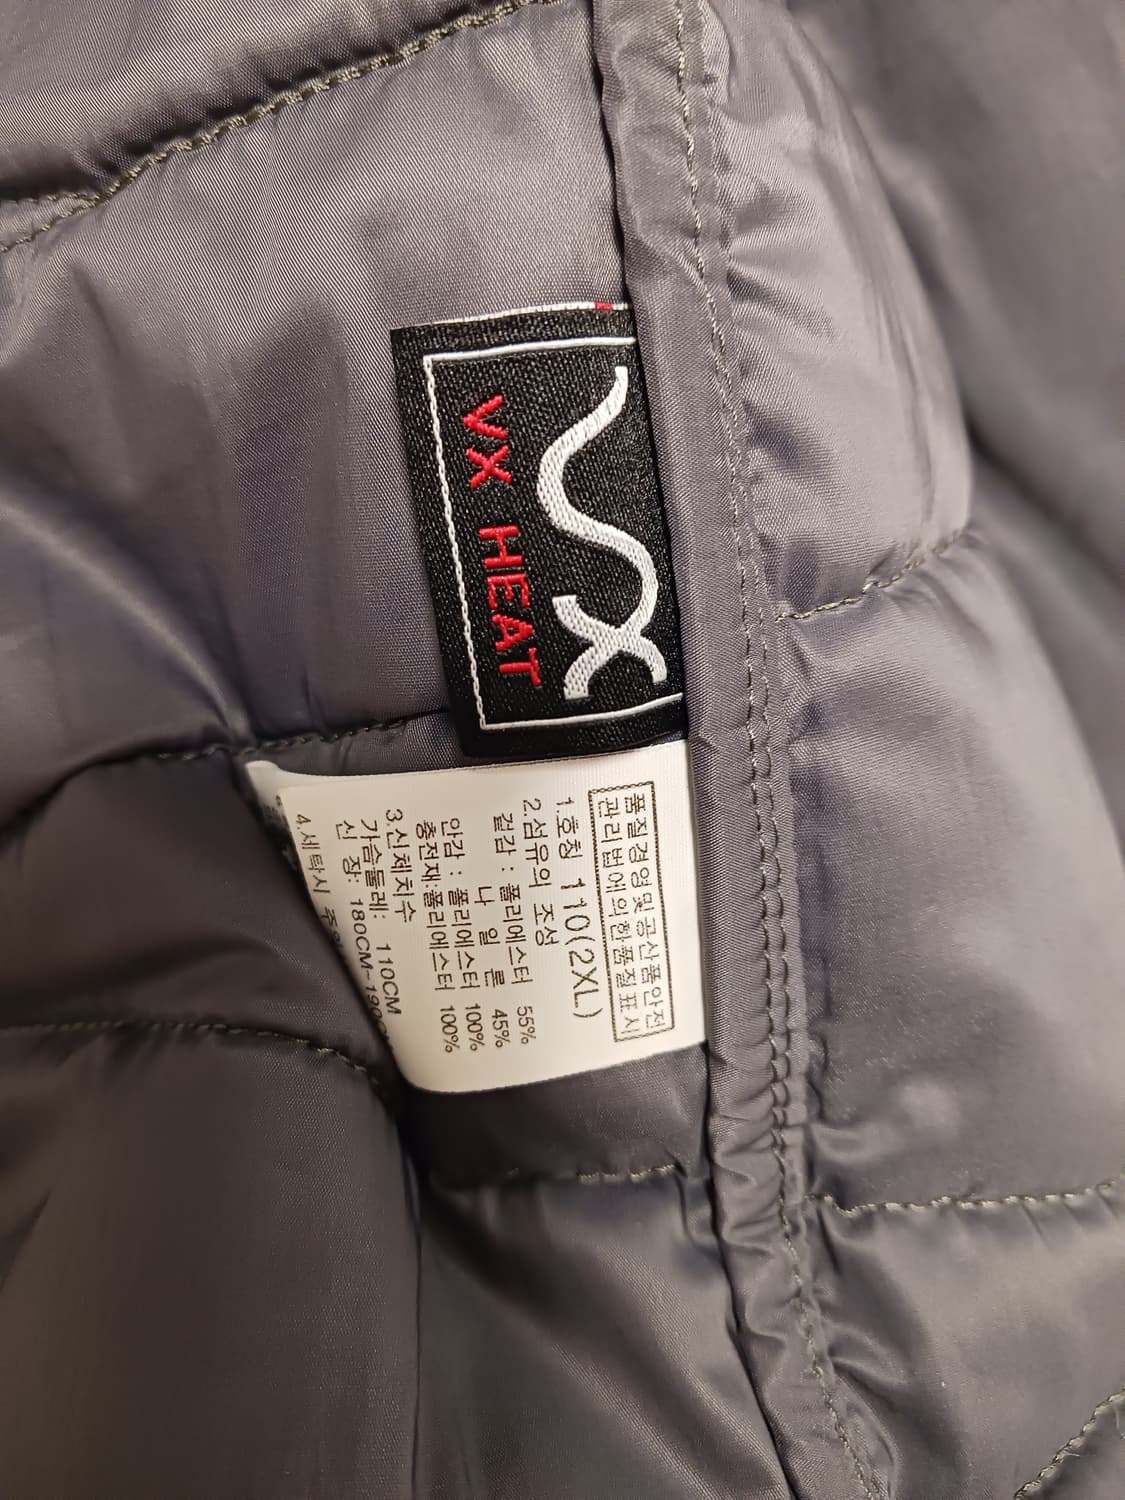 VX
VX HEAT
품질경영및공산품안전
관리법에의한품질표시
1.호칭 110(2XL)
2.섬유의 조성
겉감 : 폴리에스터 55%
나 일 론 45%
안감 : 폴리에스터 100%
충전재:폴리에스터 100%
3.신체치수
가슴둘레: 110CM
신 장: 180CM~190CM
4.세탁시